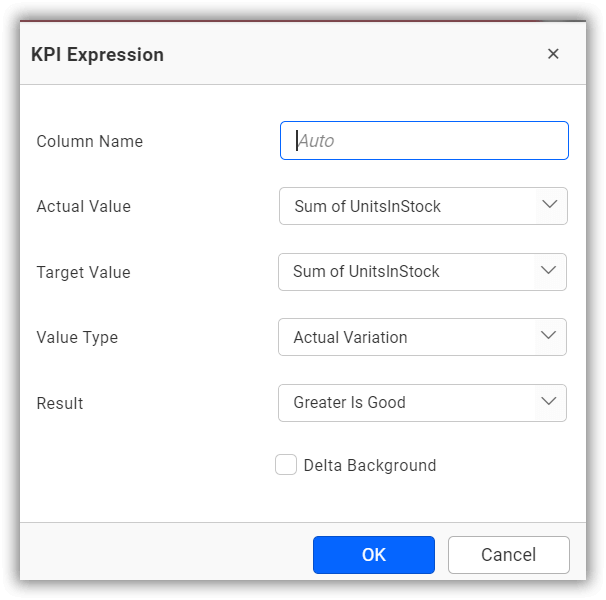 KPI Expression
Column Name Auto
Actual Value Sum of UnitsInStock
Target Value Sum of UnitsInStock
Value Type Actual Variation
Result Greater Is Good
Delta Background
OK Cancel